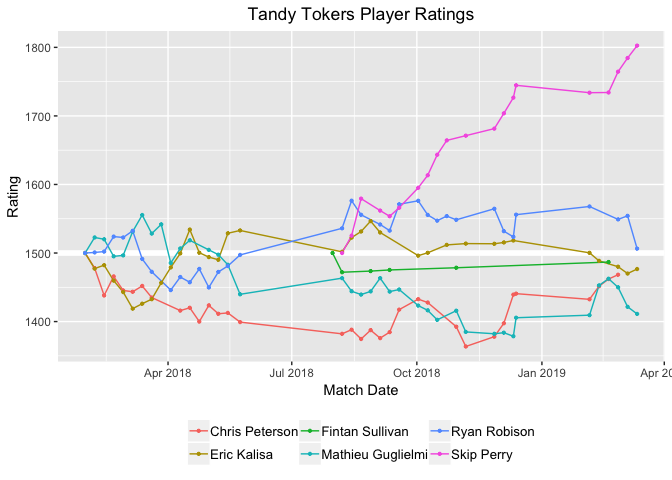 Tandy Tokers Player Ratings
1800
1700
1600
1500
1400
Rating
Apr 2018 Jul 2018 Oct 2018 Jan 2019 Apr 20
Match Date
Chris Peterson Fintan Sullivan Ryan Robison
Eric Kalisa Mathieu Guglielmi Skip Perry